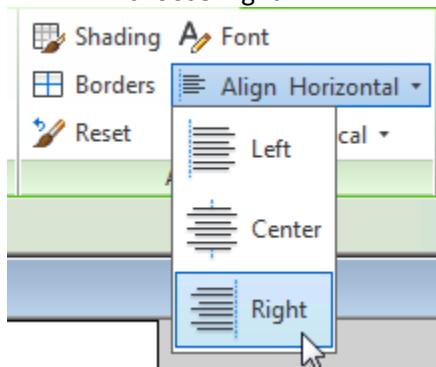 Shading Font
Borders Align Horizontal
Reset cal
Left
Center
Right